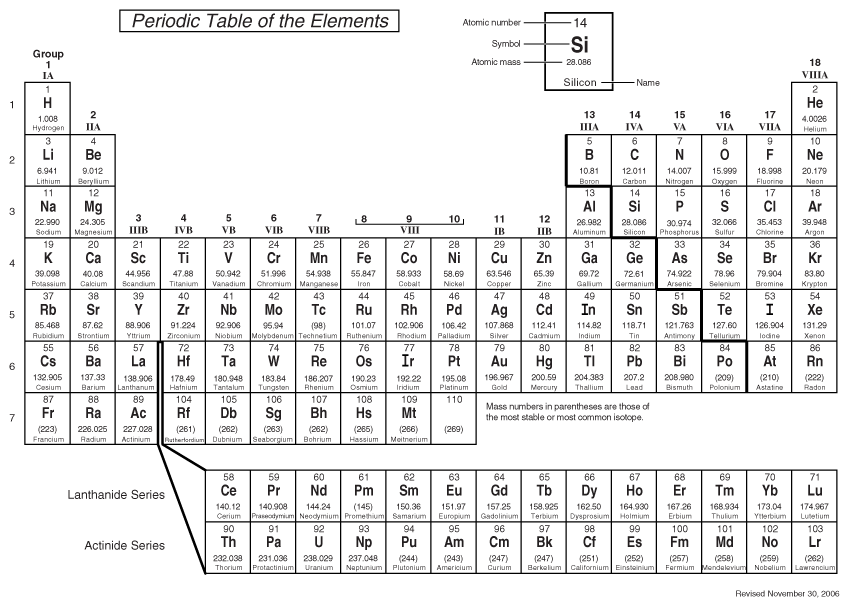 Periodic Table of the Elements
Atomic number 14
Symbol Si
Atomic mass 28.086
Silicon Name
Group
1 18
IA VIIIA
1 2
1 H He
1.008 4.0026
Hydrogen Helium
2 13 14 15 16 17
IIA IIIA IVA VA VIA VIIA
3 4 5 6 7 8 9 10
2 Li Be B C N O F Ne
6.941 9.012 10.81 12.011 14.007 15.999 18.998 20.179
Lithium Beryllium Boron Carbon Nitrogen Oxygen Fluorine Neon
11 12 13 14 15 16 17 18
3 Na Mg Al Si P S Cl Ar
22.990 24.305 26.982 28.086 30.974 32.066 35.453 39.948
Sodium Magnesium Aluminum Silicon Phosphorus Sulfur Chlorine Argon
3 4 5 6 7 8 9 10 11 12
IIIB IVB VB VIB VIIB VIII IB IIB
19 20 21 22 23 24 25 26 27 28 29 30 31 32 33 34 35 36
4 K Ca Sc Ti V Cr Mn Fe Co Ni Cu Zn Ga Ge As Se Br Kr
39.098 40.08 44.956 47.88 50.942 51.996 54.938 55.847 58.933 58.69 63.546 65.39 69.72 72.61 74.922 78.96 79.904 83.80
Potassium Calcium Scandium Titanium Vanadium Chromium Manganese Iron Cobalt Nickel Copper Zinc Gallium Germanium Arsenic Selenium Bromine Krypton
37 38 39 40 41 42 43 44 45 46 47 48 49 50 51 52 53 54
5 Rb Sr Y Zr Nb Mo Tc Ru Rh Pd Ag Cd In Sn Sb Te I Xe
85.468 87.62 88.906 91.224 92.906 95.94 (98) 101.07 102.906 106.42 107.868 112.41 114.82 118.71 121.763 127.60 126.904 131.29
Rubidium Strontium Yttrium Zirconium Niobium Molybdenum Technetium Ruthenium Rhodium Palladium Silver Cadmium Indium Tin Antimony Tellurium Iodine Xenon
55 56 57 72 73 74 75 76 77 78 79 80 81 82 83 84 85 86
6 Cs Ba La Hf Ta W Re Os Ir Pt Au Hg Tl Pb Bi Po At Rn
132.905 137.33 138.906 178.49 180.948 183.84 186.207 190.23 192.22 195.08 196.967 200.59 204.383 207.2 208.980 (209) (210) (222)
Cesium Barium Lanthanum Hafnium Tantalum Tungsten Rhenium Osmium Iridium Platinum Gold Mercury Thallium Lead Bismuth Polonium Astatine Radon
87 88 89 104 105 106 107 108 109 110
7 Fr Ra Ac Rf Db Sg Bh Hs Mt
(223) 226.025 227.028 (261) (262) (263) (262) (265) (266) (269)
Francium Radium Actinium Rutherfordium Dubnium Seaborgium Bohrium Hassium Meitnerium
Mass numbers in parentheses are those of
the most stable or most common isotope.
58 59 60 61 62 63 64 65 66 67 68 69 70 71
Lanthanide Series Ce Pr Nd Pm Sm Eu Gd Tb Dy Ho Er Tm Yb Lu
140.12 140.908 144.24 (145) 150.36 151.97 157.25 158.925 162.50 164.930 167.26 168.934 173.04 174.967
Cerium Praseodymium Neodymium Promethium Samarium Europium Gadolinium Terbium Dysprosium Holmium Erbium Thulium Ytterbium Lutetium
90 91 92 93 94 95 96 97 98 99 100 101 102 103
Actinide Series Th Pa U Np Pu Am Cm Bk Cf Es Fm Md No Lr
232.038 231.036 238.029 237.048 (244) (243) (247) (247) (251) (252) (257) (258) (259) (262)
Thorium Protactinium Uranium Neptunium Plutonium Americium Curium Berkelium Californium Einsteinium Fermium Mendelevium Nobelium Lawrencium
Revised November 30, 2006